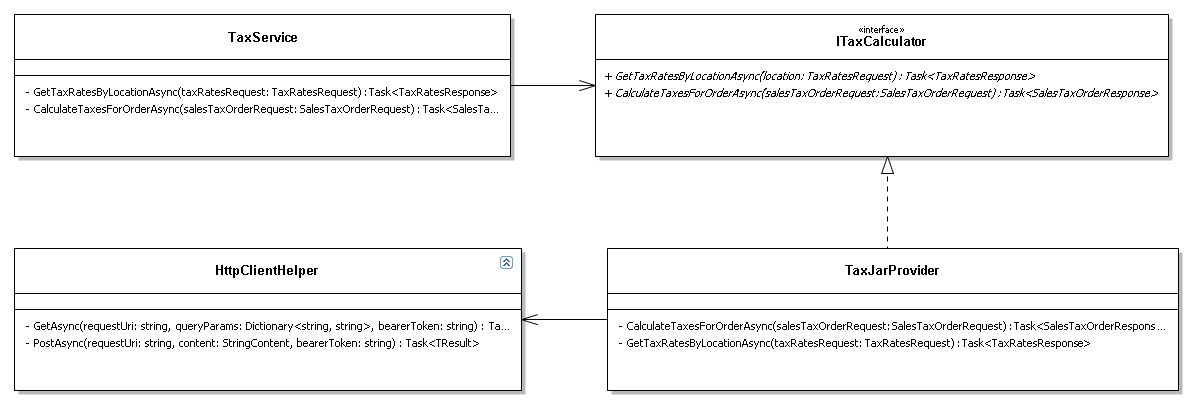 TaxService
- GetTaxRatesByLocationAsync(taxRatesRequest: TaxRatesRequest) : Task<TaxRatesResponse>
- CalculateTaxesForOrderAsync(salesTaxOrderRequest: SalesTaxOrderRequest) : Task<SalesTa...
«interface»
ITaxCalculator
+ GetTaxRatesByLocationAsync(location: TaxRatesRequest) : Task<TaxRatesResponse>
+ CalculateTaxesForOrderAsync(salesTaxOrderRequest:SalesTaxOrderRequest) : Task<SalesTaxOrderResponse>
HttpClientHelper
- GetAsync(requestUri: string, queryParams: Dictionary<string, string>, bearerToken: string) : Ta...
- PostAsync(requestUri: string, content: StringContent, bearerToken: string) : Task<TResult>
TaxJarProvider
- CalculateTaxesForOrderAsync(salesTaxOrderRequest:SalesTaxOrderRequest) : Task<SalesTaxOrderRespons...
- GetTaxRatesByLocationAsync(taxRatesRequest: TaxRatesRequest) : Task<TaxRatesResponse>